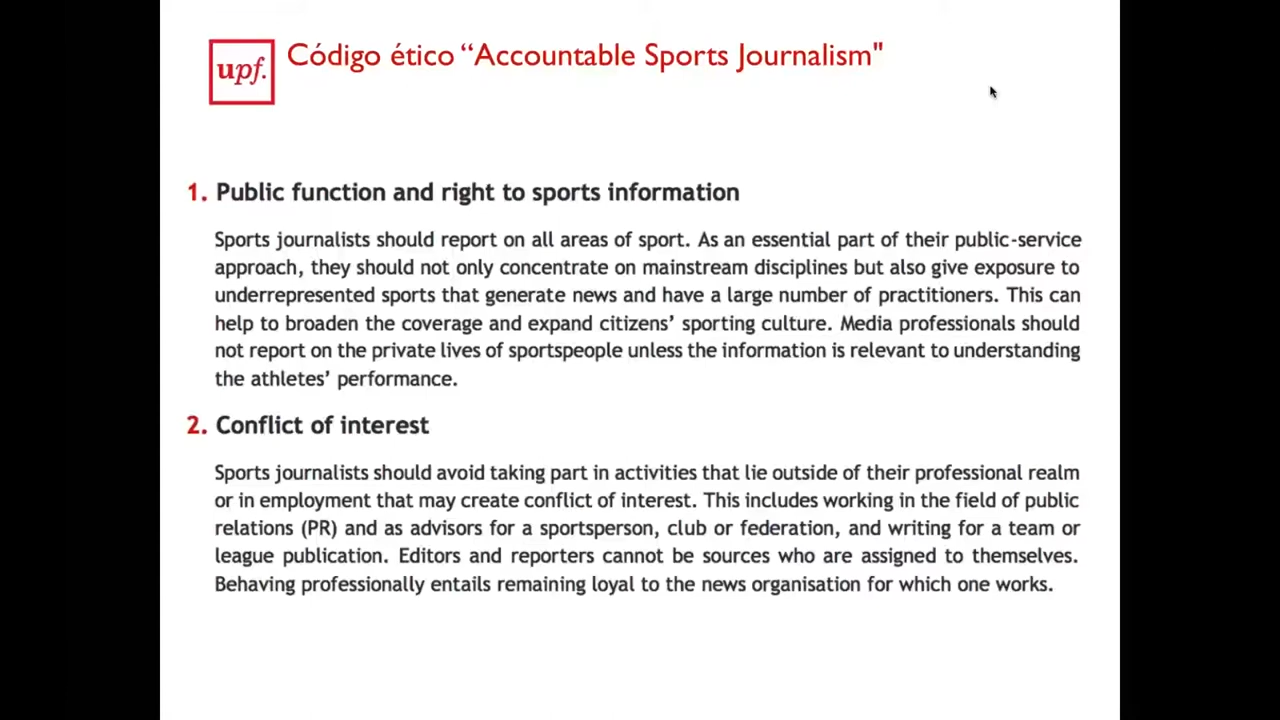 upf.
Código ético “Accountable Sports Journalism"
1. Public function and right to sports information
Sports journalists should report on all areas of sport. As an essential part of their public-service
approach, they should not only concentrate on mainstream disciplines but also give exposure to
underrepresented sports that generate news and have a large number of practitioners. This can
help to broaden the coverage and expand citizens’ sporting culture. Media professionals should
not report on the private lives of sportspeople unless the information is relevant to understanding
the athletes’ performance.
2. Conflict of interest
Sports journalists should avoid taking part in activities that lie outside of their professional realm
or in employment that may create conflict of interest. This includes working in the field of public
relations (PR) and as advisors for a sportsperson, club or federation, and writing for a team or
league publication. Editors and reporters cannot be sources who are assigned to themselves.
Behaving professionally entails remaining loyal to the news organisation for which one works.